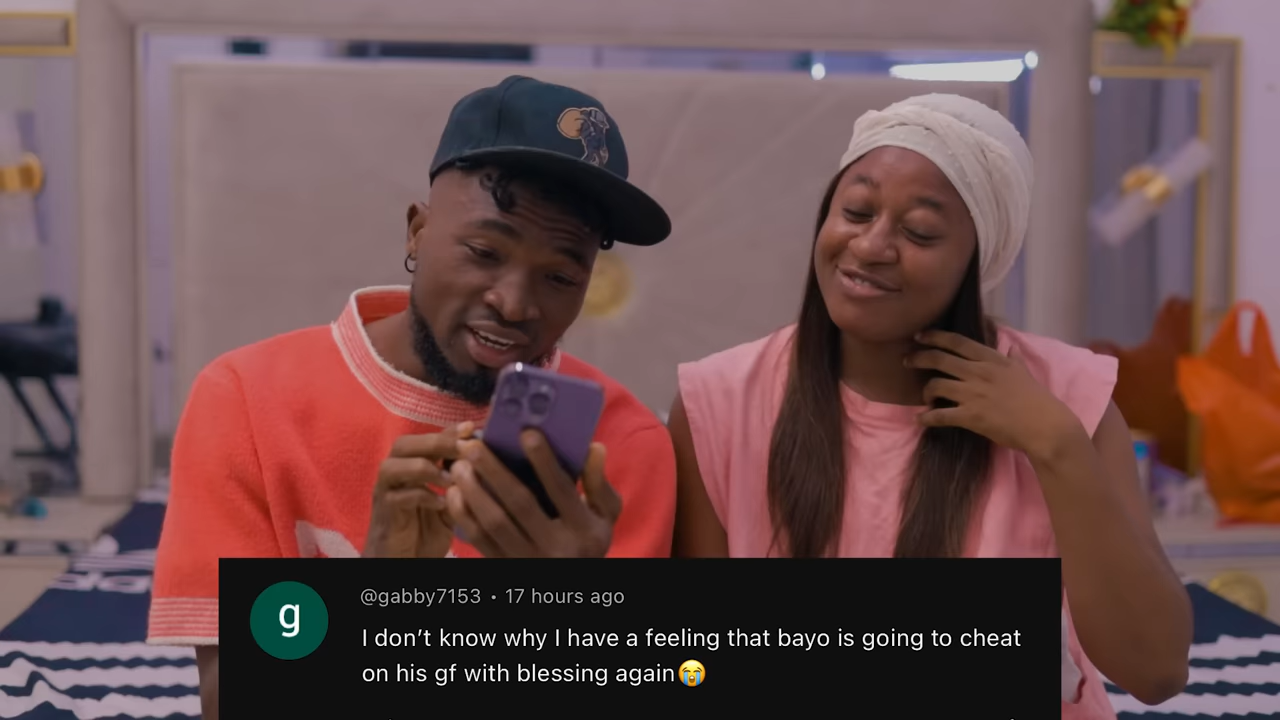 g
@gabby7153 • 17 hours ago
I don’t know why I have a feeling that bayo is going to cheat
on his gf with blessing again😭